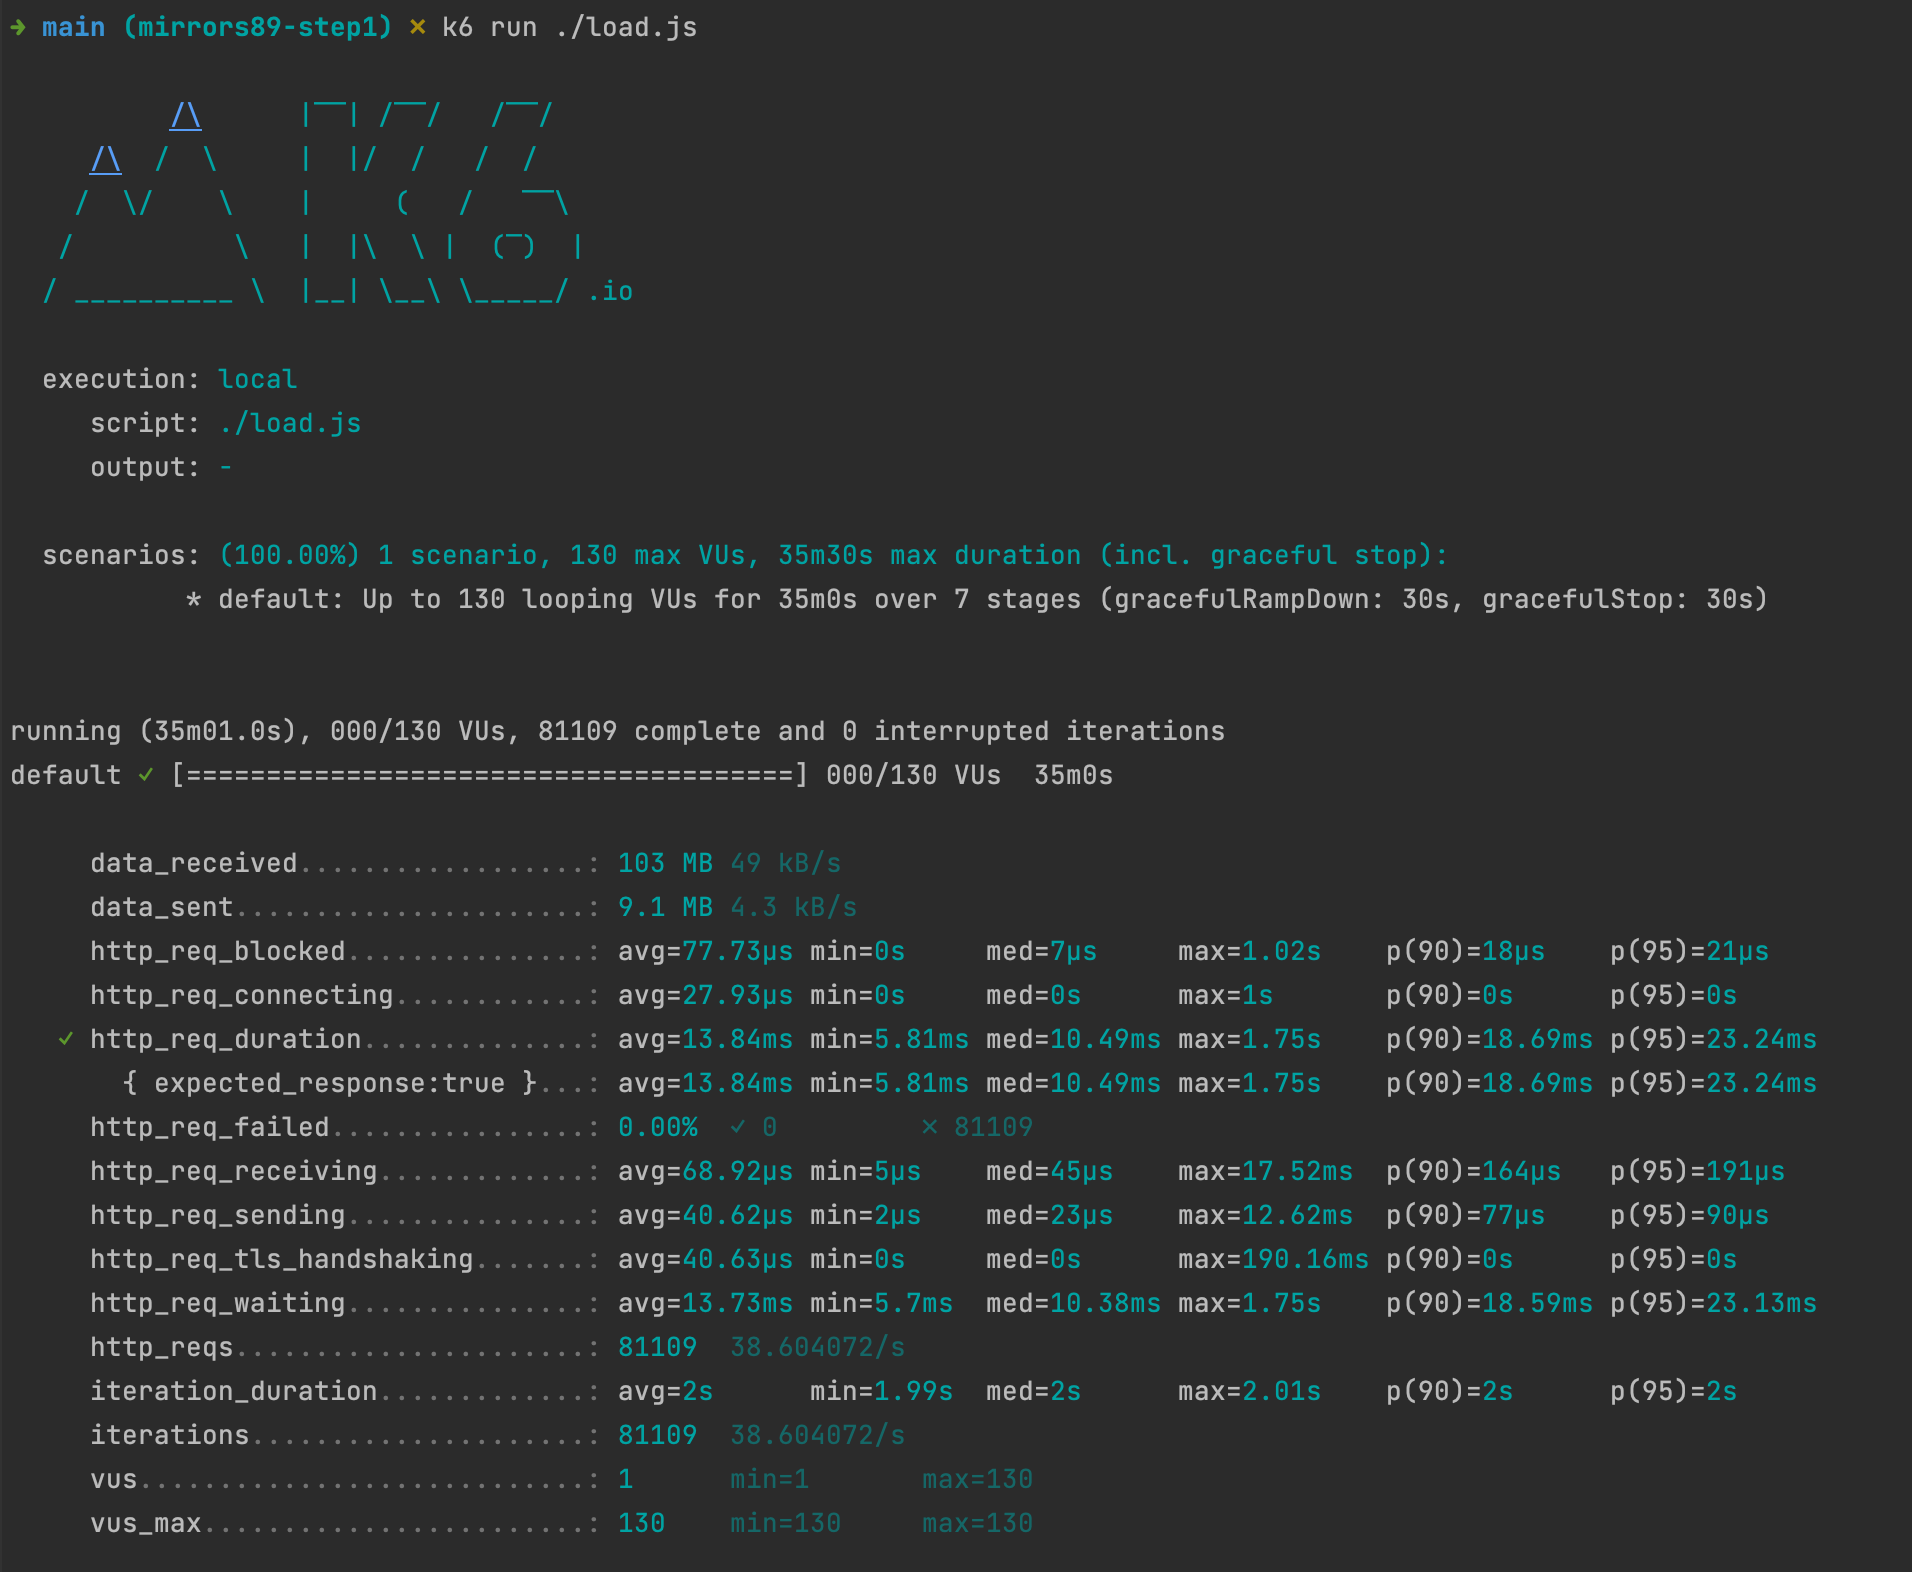 ➜ main (mirrors89-step1) ✗ k6 run ./load.js
          /\      |‾‾| /‾‾/   /‾‾/
     /\  /  \     |  |/  /   /  /
    /  \/    \    |     (   /   ‾‾\
   /          \   |  |\  \ |  (‾)  |
  / __________ \  |__| \__\ \_____/ .io
  execution: local
     script: ./load.js
     output: -
  scenarios: (100.00%) 1 scenario, 130 max VUs, 35m30s max duration (incl. graceful stop):
           * default: Up to 130 looping VUs for 35m0s over 7 stages (gracefulRampDown: 30s, gracefulStop: 30s)
running (35m01.0s), 000/130 VUs, 81109 complete and 0 interrupted iterations
default ✓ [======================================] 000/130 VUs  35m0s
     data_received..................: 103 MB 49 kB/s
     data_sent......................: 9.1 MB 4.3 kB/s
     http_req_blocked...............: avg=77.73µs min=0s     med=7µs     max=1.02s    p(90)=18µs    p(95)=21µs
     http_req_connecting............: avg=27.93µs min=0s     med=0s      max=1s       p(90)=0s      p(95)=0s
   ✓ http_req_duration..............: avg=13.84ms min=5.81ms med=10.49ms max=1.75s    p(90)=18.69ms p(95)=23.24ms
       { expected_response:true }...: avg=13.84ms min=5.81ms med=10.49ms max=1.75s    p(90)=18.69ms p(95)=23.24ms
     http_req_failed................: 0.00%  ✓ 0         ✗ 81109
     http_req_receiving.............: avg=68.92µs min=5µs    med=45µs    max=17.52ms  p(90)=164µs   p(95)=191µs
     http_req_sending...............: avg=40.62µs min=2µs    med=23µs    max=12.62ms  p(90)=77µs    p(95)=90µs
     http_req_tls_handshaking.......: avg=40.63µs min=0s     med=0s      max=190.16ms p(90)=0s      p(95)=0s
     http_req_waiting...............: avg=13.73ms min=5.7ms  med=10.38ms max=1.75s    p(90)=18.59ms p(95)=23.13ms
     http_reqs......................: 81109  38.604072/s
     iteration_duration.............: avg=2s      min=1.99s  med=2s      max=2.01s    p(90)=2s      p(95)=2s
     iterations.....................: 81109  38.604072/s
     vus............................: 1      min=1       max=130
     vus_max........................: 130    min=130     max=130